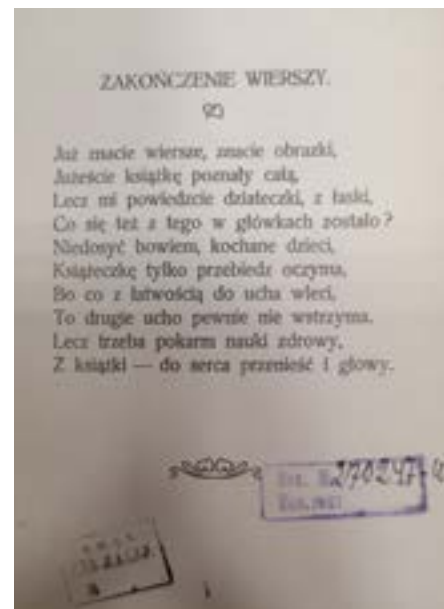 ZAKOŃCZENIE WIERSZY.
Już znacie wiersze, znacie obrazki,
Jużeście książkę poznały całą,
Lecz mi powiedzcie dziateczki, z łaski,
Co się też z tego w główkach zostało?
Niedosyć bowiem, kochane dzieci,
Książeczkę tylko przebiedz oczyma,
Bo co z łatwością do ucha wleci,
To drugie ucho pewnie nie wstrzyma.
Lecz trzeba pokarm nauki zdrowy,
Z książki — do serca przenieść i głowy.
270247